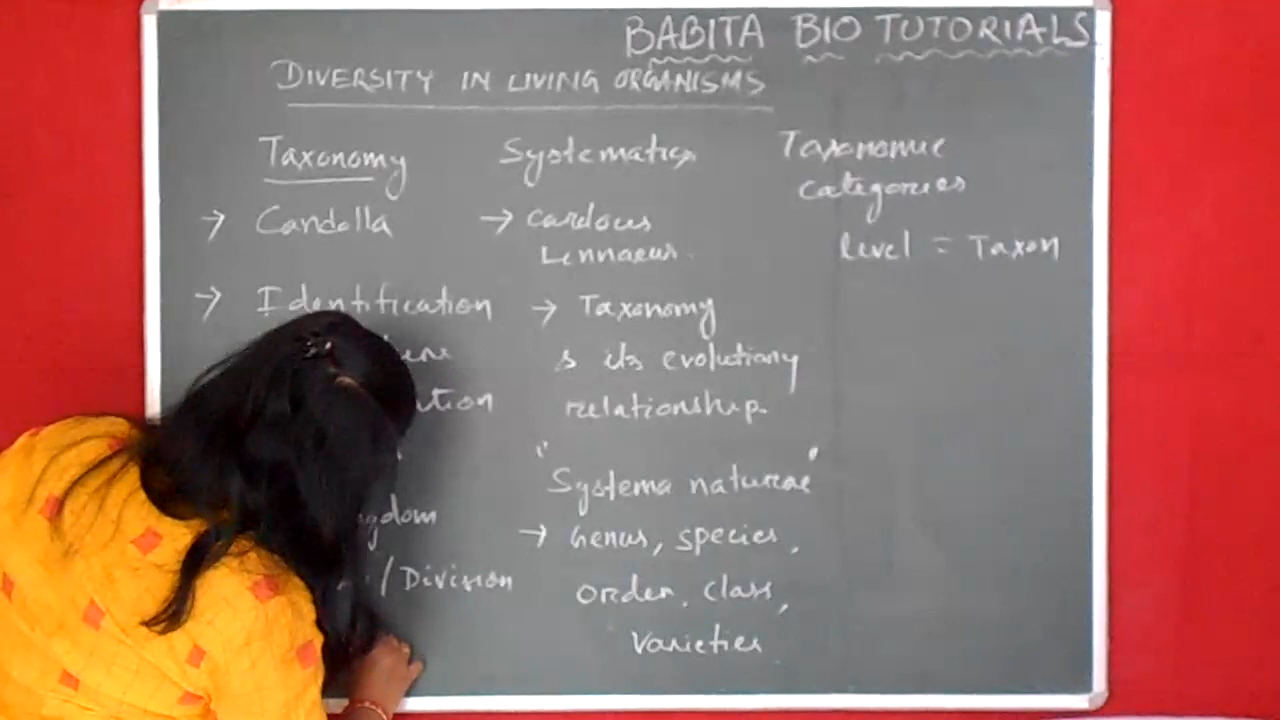 BABITA BIO TUTORIALS
DIVERSITY IN LIVING ORGANISMS
Taxonomy
Systematics
Taxonomic
categories
→ Candolla
→ Carolous
Linnaeus.
level = Taxon
→ Identification
→ Taxonomy
& its evolutionary
relationship.
"Systema naturae"
→ Genus, species,
/Division
order, class,
varieties